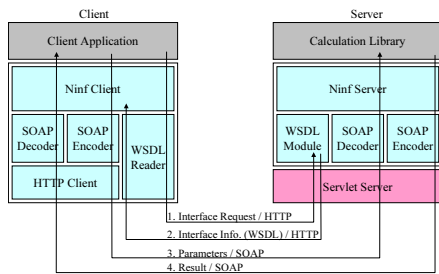 Client
Server
Client Application
Calculation Library
Ninf Client
Ninf Server
SOAP
Decoder
SOAP
Encoder
WSDL
Reader
WSDL
Module
SOAP
Decoder
SOAP
Encoder
HTTP Client
Servlet Server
1. Interface Request / HTTP
2. Interface Info. (WSDL) / HTTP
3. Parameters / SOAP
4. Result / SOAP